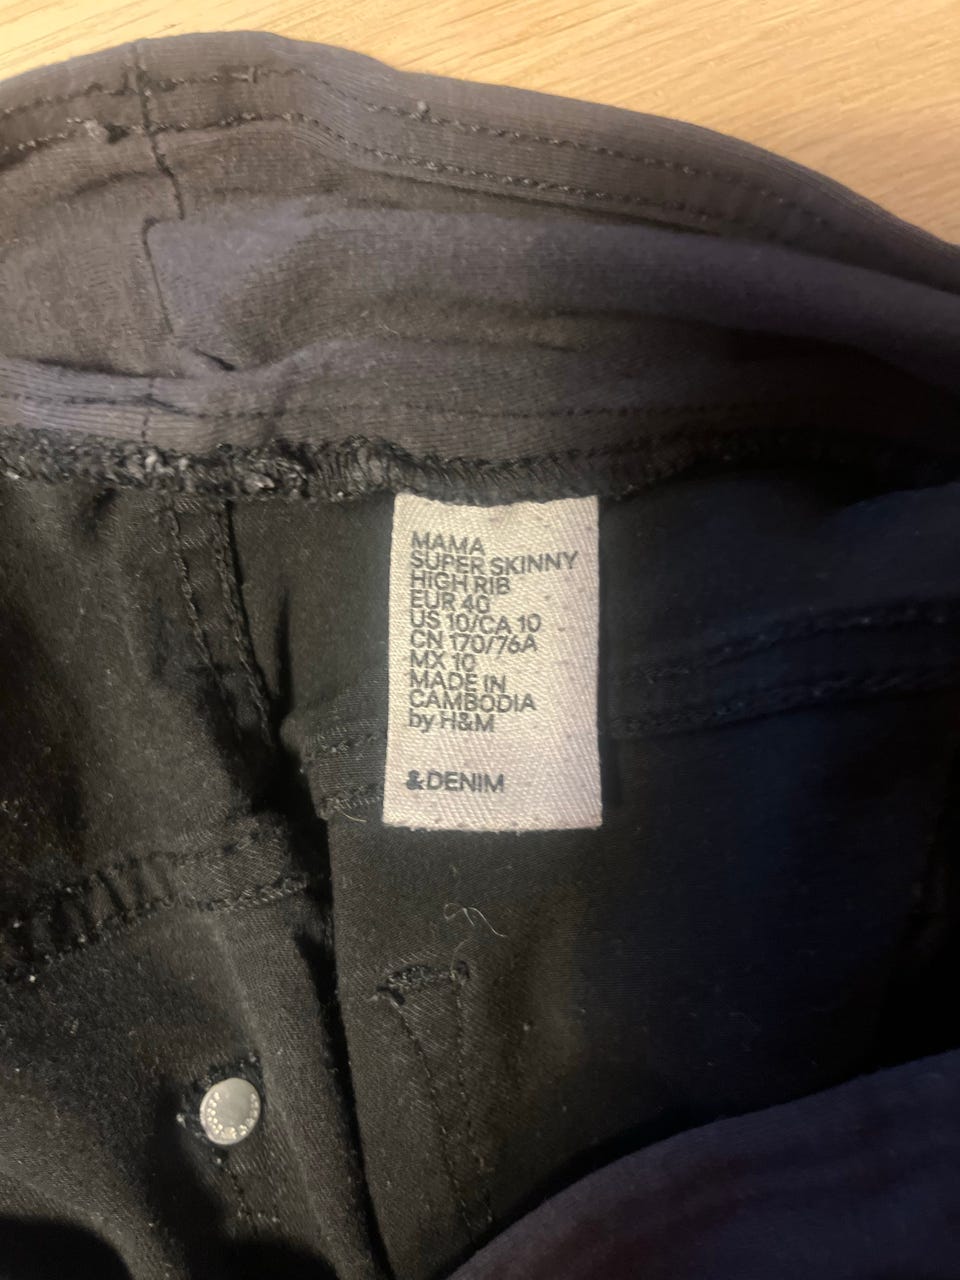 MAMA
SUPER SKINNY
HIGH RIB
EUR 40
US 10/CA 10
CN 170/76A
MX 10
MADE IN
CAMBODIA
by H&M
&DENIM